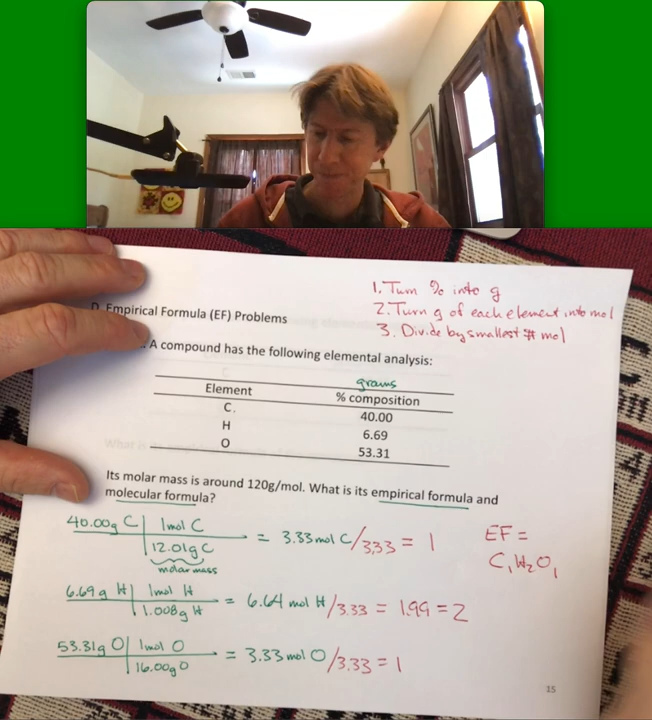 1. Turn % into g
2. Turn g of each element into mol
3. Divide by smallest # mol
D. Empirical Formula (EF) Problems
A compound has the following elemental analysis:
grams
Element % composition
C. 40.00
H 6.69
O 53.31
Its molar mass is around 120g/mol. What is its empirical formula and
molecular formula?
40.00g C | 1mol C = 3.33 mol C/3.33 = 1
12.01g C
molar mass
EF =
C₁H₂O₁
6.69g H | 1mol H = 6.64 mol H/3.33 = 1.99 = 2
1.008g H
53.31g O | 1mol O = 3.33 mol O/3.33 = 1
16.00g O
15